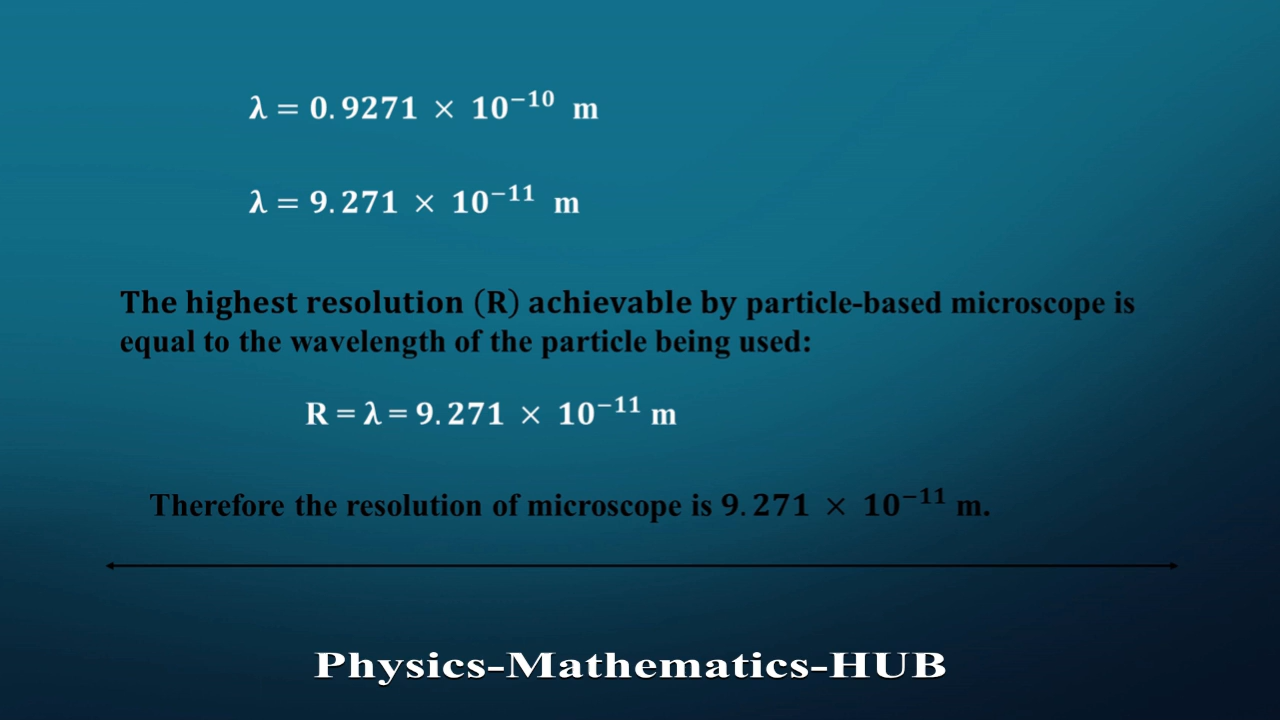 λ = 0.9271 × 10⁻¹⁰ m
λ = 9.271 × 10⁻¹¹ m
The highest resolution (R) achievable by particle-based microscope is
equal to the wavelength of the particle being used:
R = λ = 9.271 × 10⁻¹¹ m
Therefore the resolution of microscope is 9.271 × 10⁻¹¹ m.
Physics-Mathematics-HUB